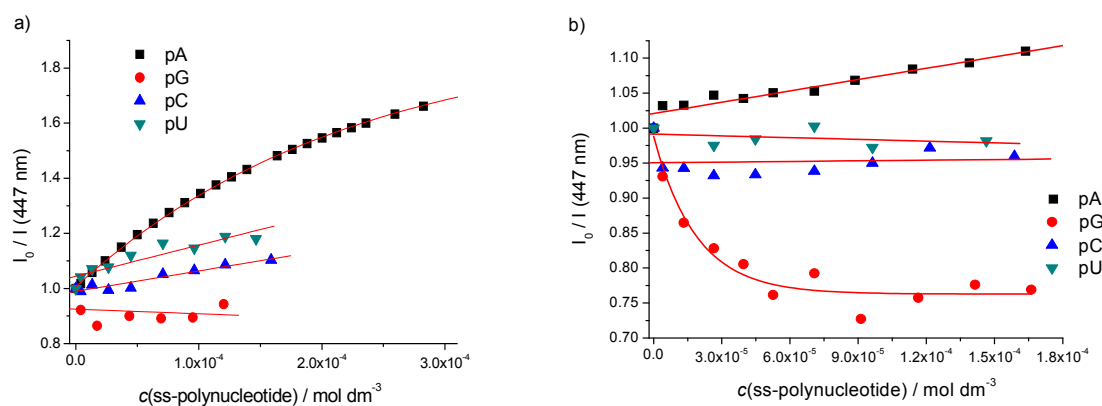 a)
pA
pG
pC
pU
I₀ / I (447 nm)
1.8
1.6
1.4
1.2
1.0
0.8
0.0
1.0x10⁻⁴
2.0x10⁻⁴
3.0x10⁻⁴
c(ss-polynucleotide) / mol dm⁻³
b)
I₀ / I (447 nm)
1.10
1.05
1.00
0.95
0.90
0.85
0.80
0.75
0.70
pA
pG
pC
pU
0.0
3.0x10⁻⁵
6.0x10⁻⁵
9.0x10⁻⁵
1.2x10⁻⁴
1.5x10⁻⁴
1.8x10⁻⁴
c(ss-polynucleotide) / mol dm⁻³